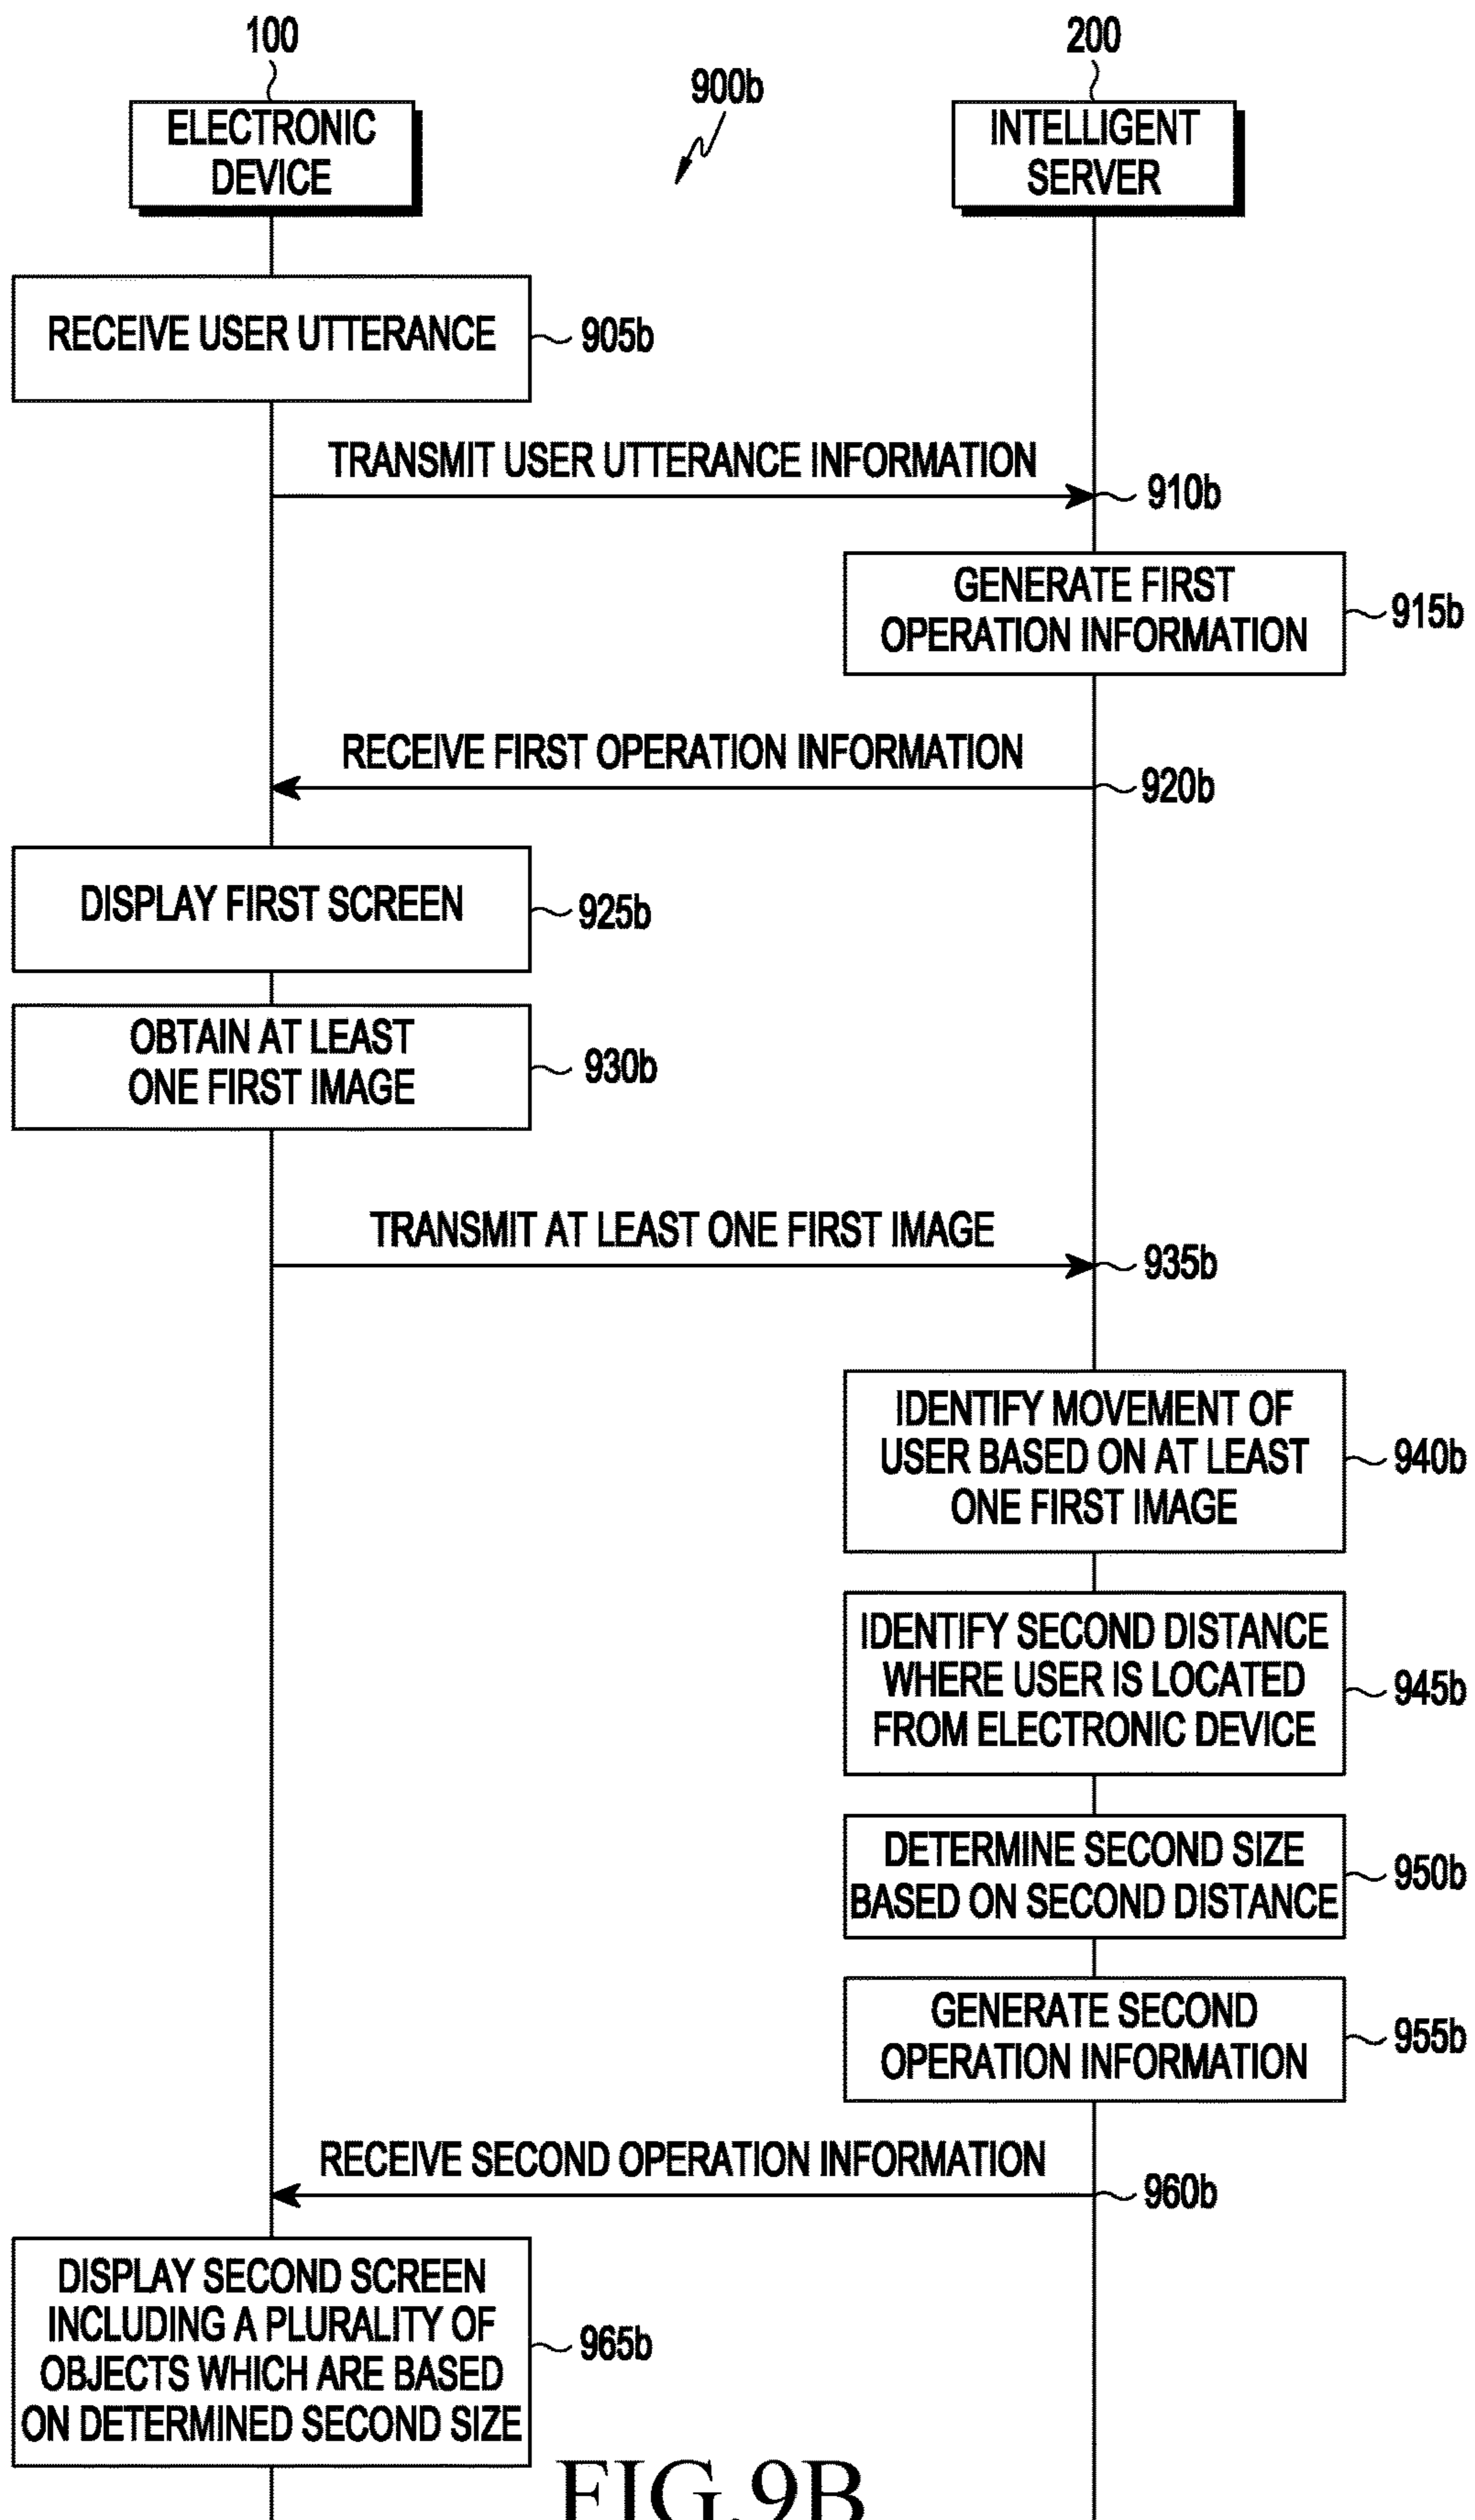 100
200
900b
ELECTRONIC
DEVICE
INTELLIGENT
SERVER
RECEIVE USER UTTERANCE
905b
TRANSMIT USER UTTERANCE INFORMATION
910b
GENERATE FIRST
OPERATION INFORMATION
915b
RECEIVE FIRST OPERATION INFORMATION
920b
DISPLAY FIRST SCREEN
925b
OBTAIN AT LEAST
ONE FIRST IMAGE
930b
TRANSMIT AT LEAST ONE FIRST IMAGE
935b
IDENTIFY MOVEMENT OF
USER BASED ON AT LEAST
ONE FIRST IMAGE
940b
IDENTIFY SECOND DISTANCE
WHERE USER IS LOCATED
FROM ELECTRONIC DEVICE
945b
DETERMINE SECOND SIZE
BASED ON SECOND DISTANCE
950b
GENERATE SECOND
OPERATION INFORMATION
955b
RECEIVE SECOND OPERATION INFORMATION
960b
DISPLAY SECOND SCREEN
INCLUDING A PLURALITY OF
OBJECTS WHICH ARE BASED
ON DETERMINED SECOND SIZE
965b
FIG.9B